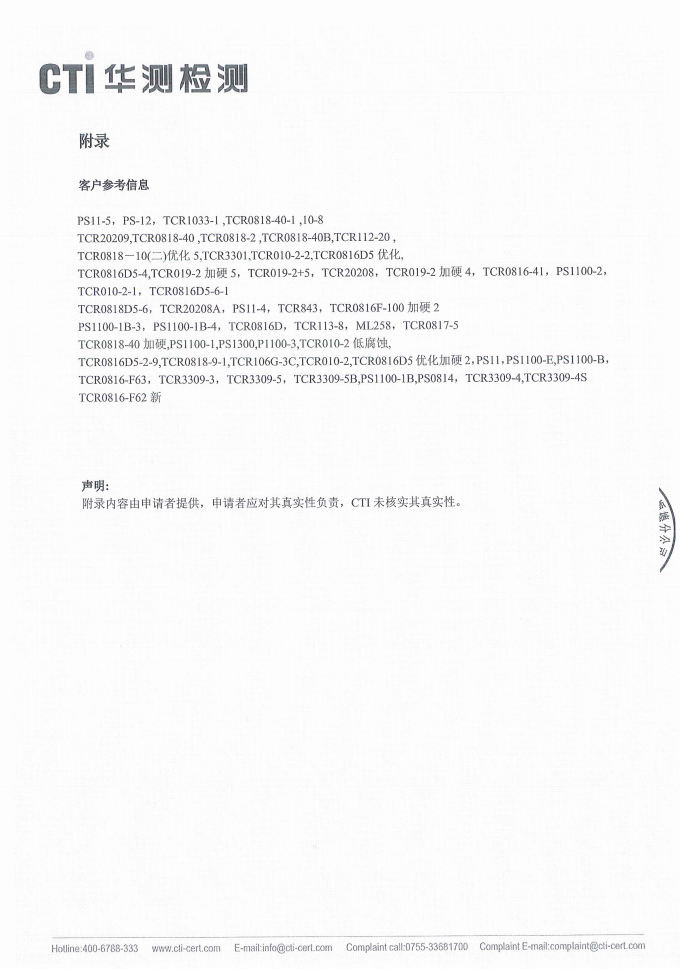 CTI 华测检测
附录
客户参考信息
PS11-5，PS-12，TCR1033-1 ,TCR0818-40-1 ,10-8
TCR20209,TCR0818-40 ,TCR0818-2 ,TCR0818-40B,TCR112-20 ,
TCR0818－10(二)优化 5,TCR3301,TCR010-2-2,TCR0816D5 优化,
TCR0816D5-4,TCR019-2 加硬 5，TCR019-2+5，TCR20208，TCR019-2 加硬 4，TCR0816-41，PS1100-2，
TCR010-2-1，TCR0816D5-6-1
TCR0818D5-6，TCR20208A，PS11-4，TCR843，TCR0816F-100 加硬 2
PS1100-1B-3，PS1100-1B-4，TCR0816D，TCR113-8，ML258，TCR0817-5
TCR0818-40 加硬,PS1100-1,PS1300,P1100-3,TCR010-2 低腐蚀,
TCR0816D5-2-9,TCR0818-9-1,TCR106G-3C,TCR010-2,TCR0816D5 优化加硬 2，PS11，PS1100-E,PS1100-B，
TCR0816-F63，TCR3309-3，TCR3309-5，TCR3309-5B,PS1100-1B,PS0814，TCR3309-4,TCR3309-4S
TCR0816-F62 新
声明:
附录内容由申请者提供，申请者应对其真实性负责，CTI 未核实其真实性。
分公司
Hotline:400-6788-333 www.cti-cert.com E-mail:info@cti-cert.com Complaint call:0755-33681700 Complaint E-mail:complaint@cti-cert.com